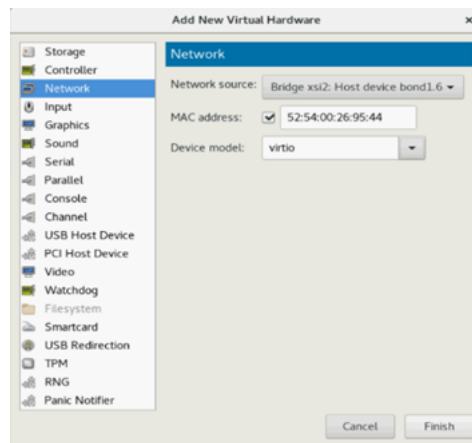 Add New Virtual Hardware
Storage
Controller
Network
Input
Graphics
Sound
Serial
Parallel
Console
Channel
USB Host Device
PCI Host Device
Video
Watchdog
Filesystem
Smartcard
USB Redirection
TPM
RNG
Panic Notifier
Network
Network source: Bridge xsi2: Host device bond1.6
MAC address: 52:54:00:26:95:44
Device model: virtio
Cancel Finish